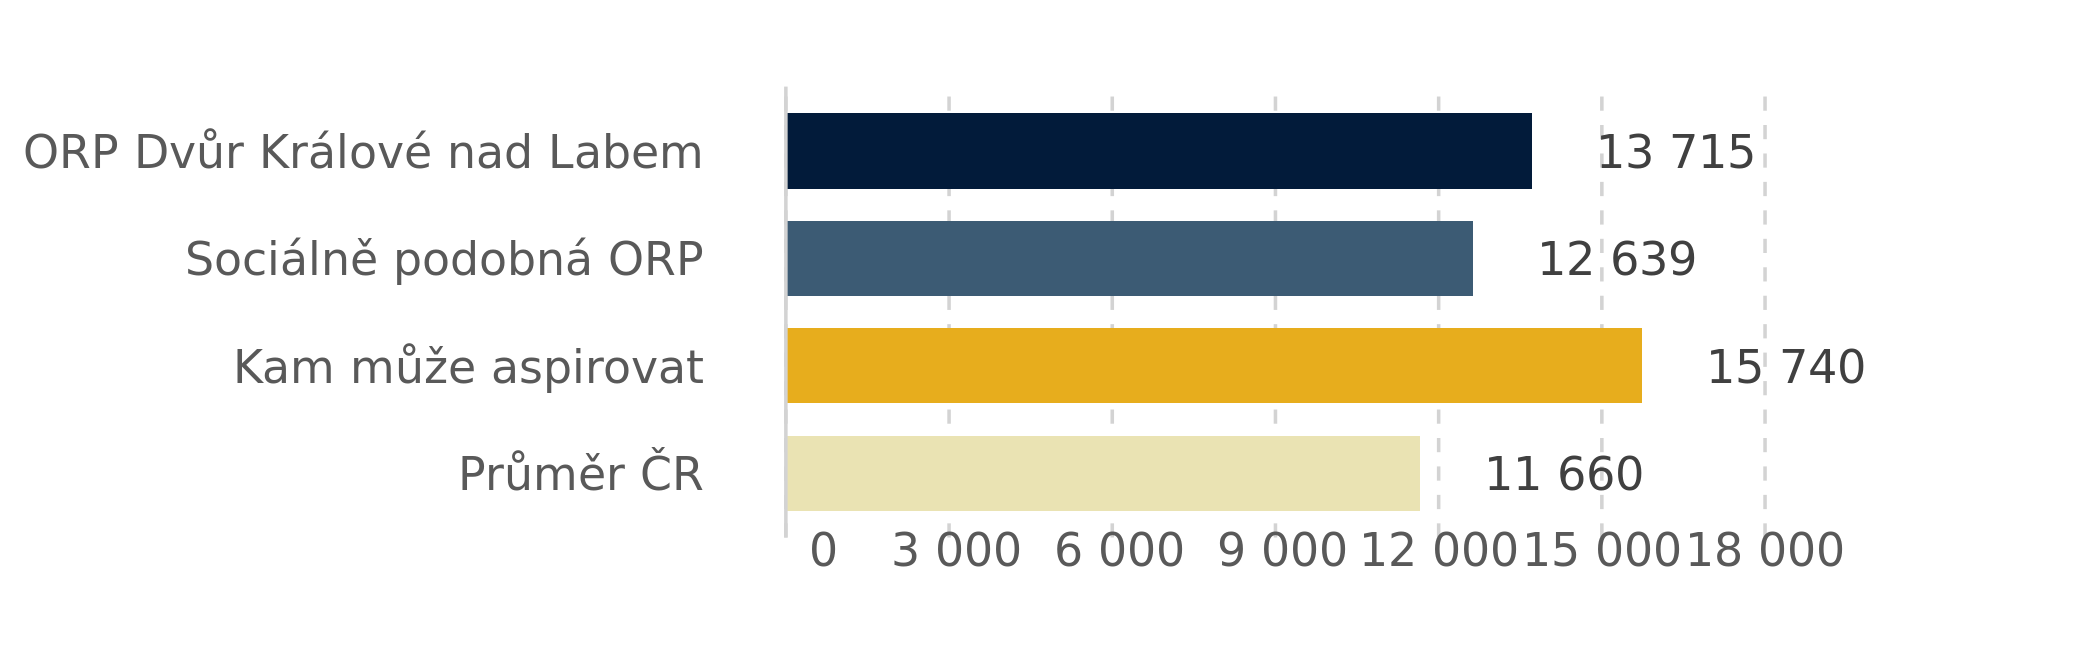 ORP Dvůr Králové nad Labem 13 715
Sociálně podobná ORP 12 639
Kam může aspirovat 15 740
Průměr ČR 11 660
0 3 000 6 000 9 000 12 000 15 000 18 000